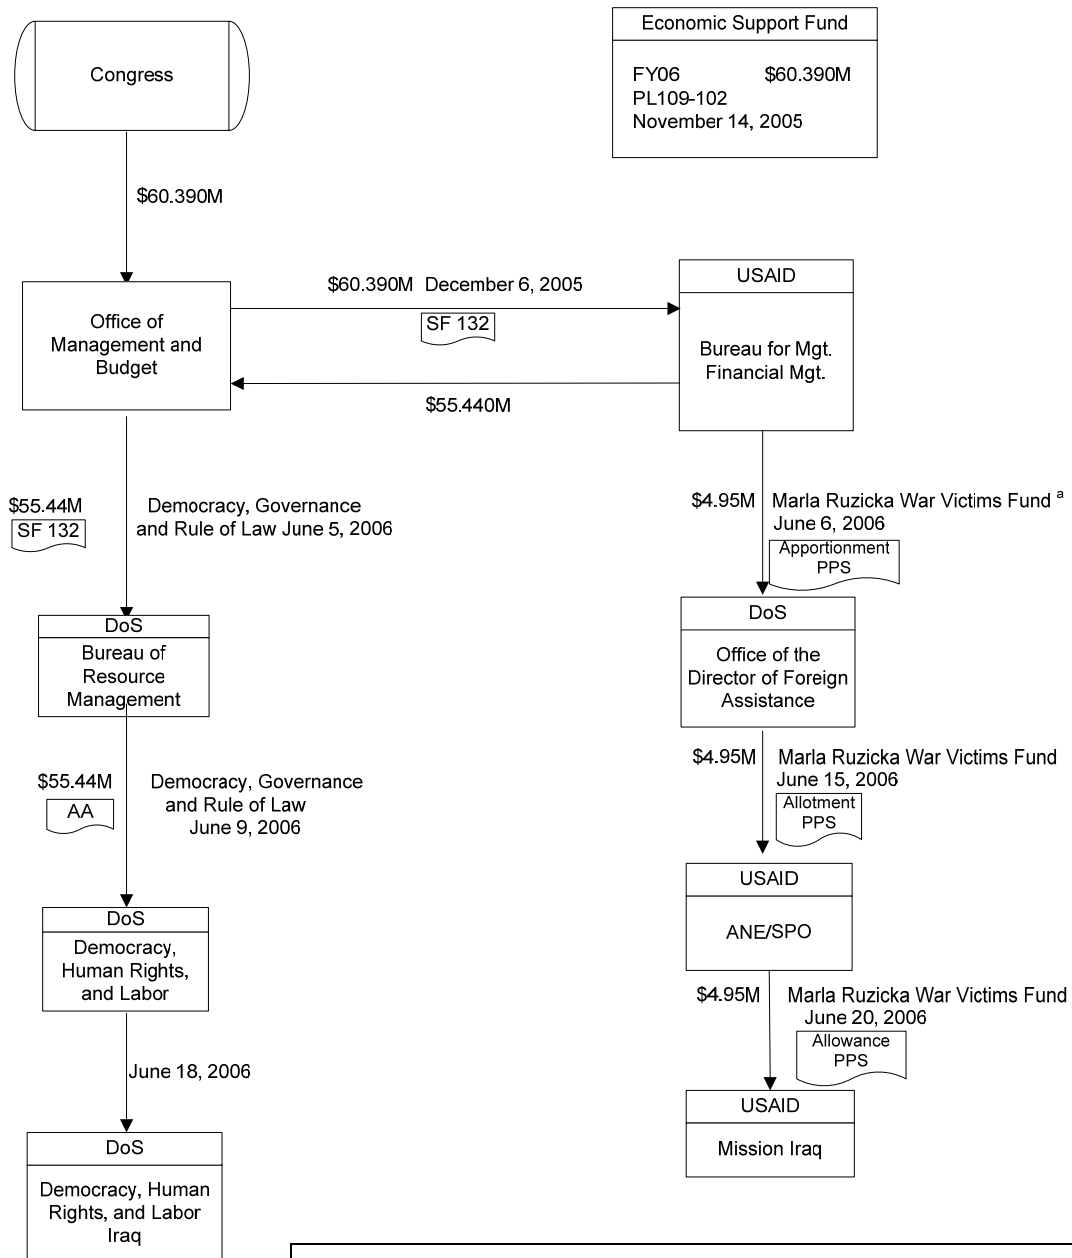 Congress
Economic Support Fund
FY06 $60.390M
PL109-102
November 14, 2005
$60.390M
Office of
Management and
Budget
$60.390M December 6, 2005
SF 132
$55.440M
USAID
Bureau for Mgt.
Financial Mgt.
$55.44M
SF 132
Democracy, Governance
and Rule of Law June 5, 2006
$4.95M
Marla Ruzicka War Victims Fund a
June 6, 2006
Apportionment
PPS
DoS
Bureau of
Resource
Management
DoS
Office of the
Director of Foreign
Assistance
$55.44M
AA
Democracy, Governance
and Rule of Law
June 9, 2006
$4.95M
Marla Ruzicka War Victims Fund
June 15, 2006
Allotment
PPS
DoS
Democracy,
Human Rights,
and Labor
USAID
ANE/SPO
June 18, 2006
$4.95M
Marla Ruzicka War Victims Fund
June 20, 2006
Allowance
PPS
DoS
Democracy, Human
Rights, and Labor
Iraq
USAID
Mission Iraq